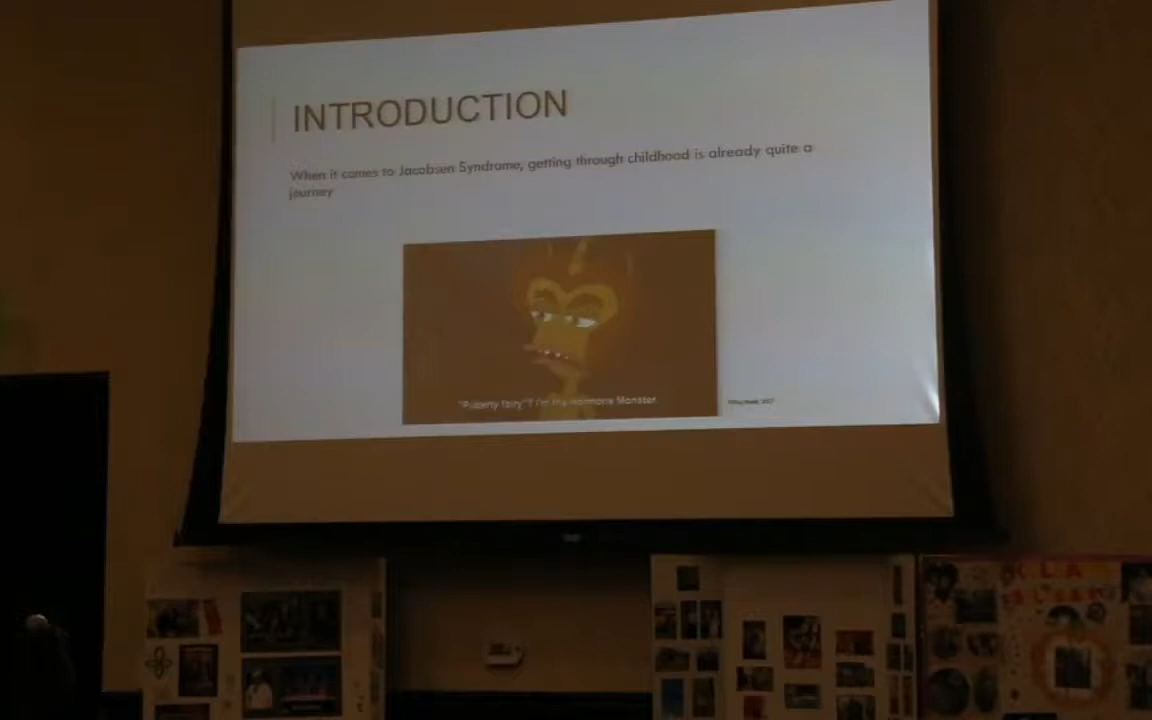 INTRODUCTION
When it comes to Jacobsen Syndrome, getting through childhood is already quite a
journey
"Puberty fairy"? I'm the Hormone Monster.